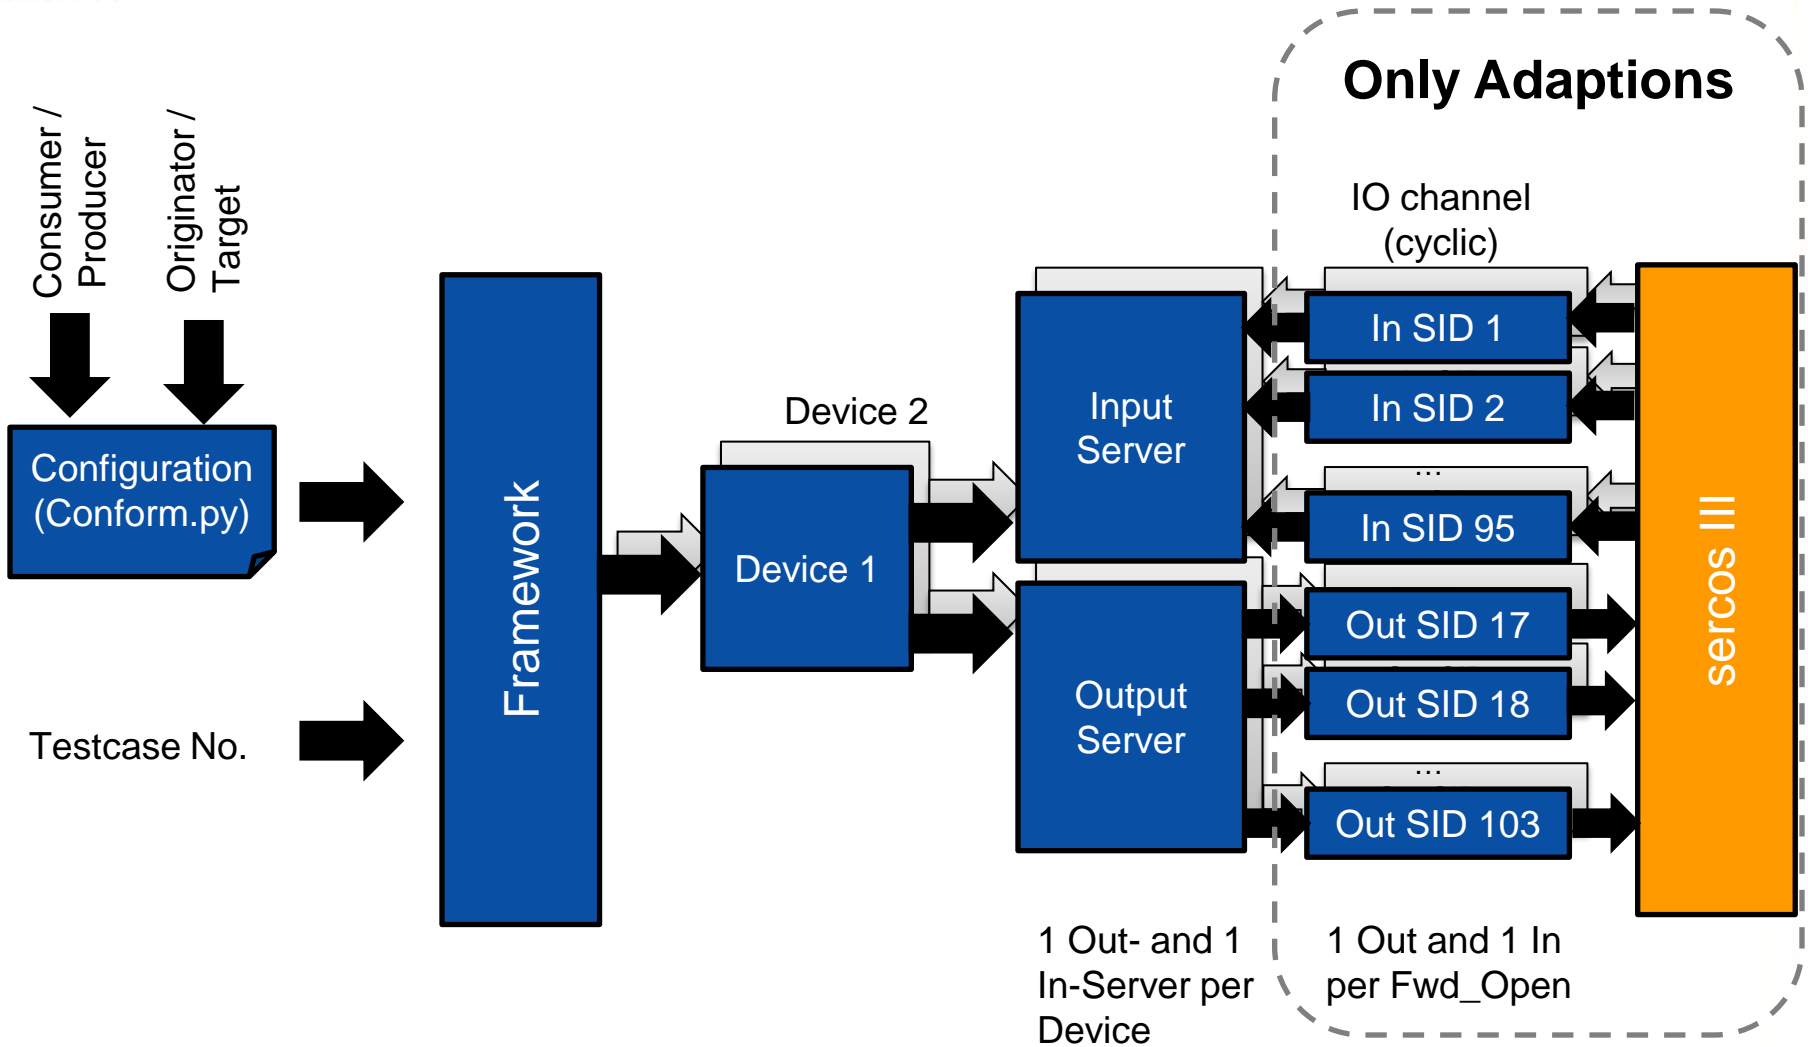 Only Adaptions
Consumer /
Producer
Originator /
Target
IO channel
(cyclic)
Configuration
(Conform.py)
Testcase No.
Framework
Device 2
Device 1
Input
Server
Output
Server
In SID 1
In SID 2
...
In SID 95
Out SID 17
Out SID 18
...
Out SID 103
sercos III
1 Out- and 1
In-Server per
Device
1 Out and 1 In
per Fwd_Open